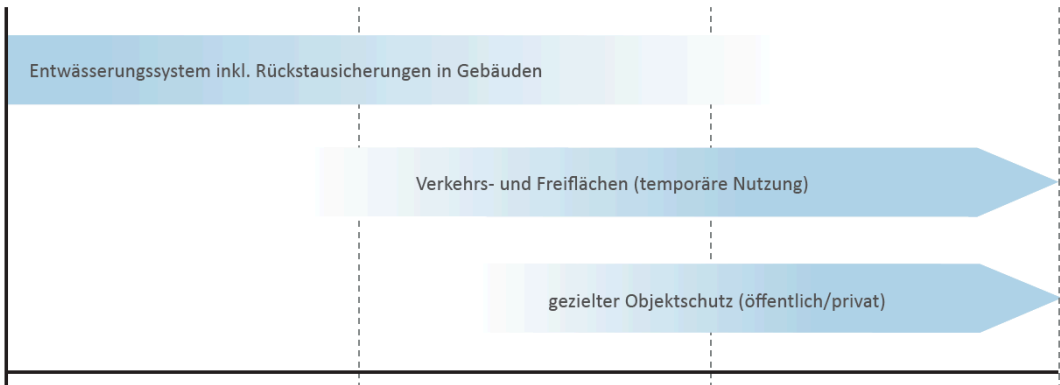 Entwässerungssystem inkl. Rückstausicherungen in Gebäuden
Verkehrs- und Freiflächen (temporäre Nutzung)
gezielter Objektschutz (öffentlich/privat)